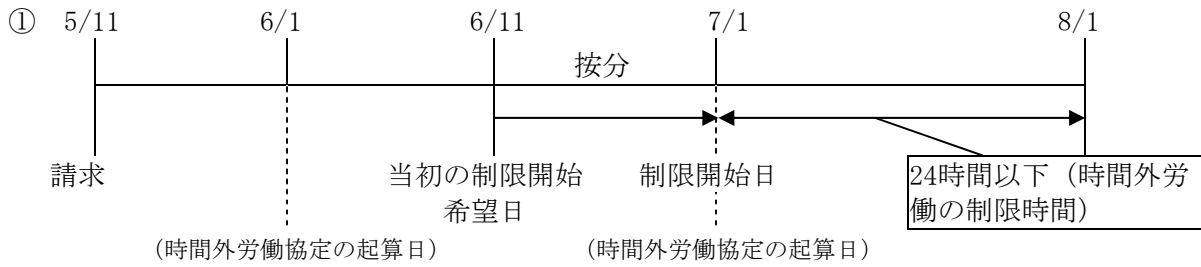 ① 5/11 6/1 6/11 7/1 8/1
按分
請求
当初の制限開始
希望日
制限開始日
24時間以下（時間外労
働の制限時間）
（時間外労働協定の起算日）
（時間外労働協定の起算日）